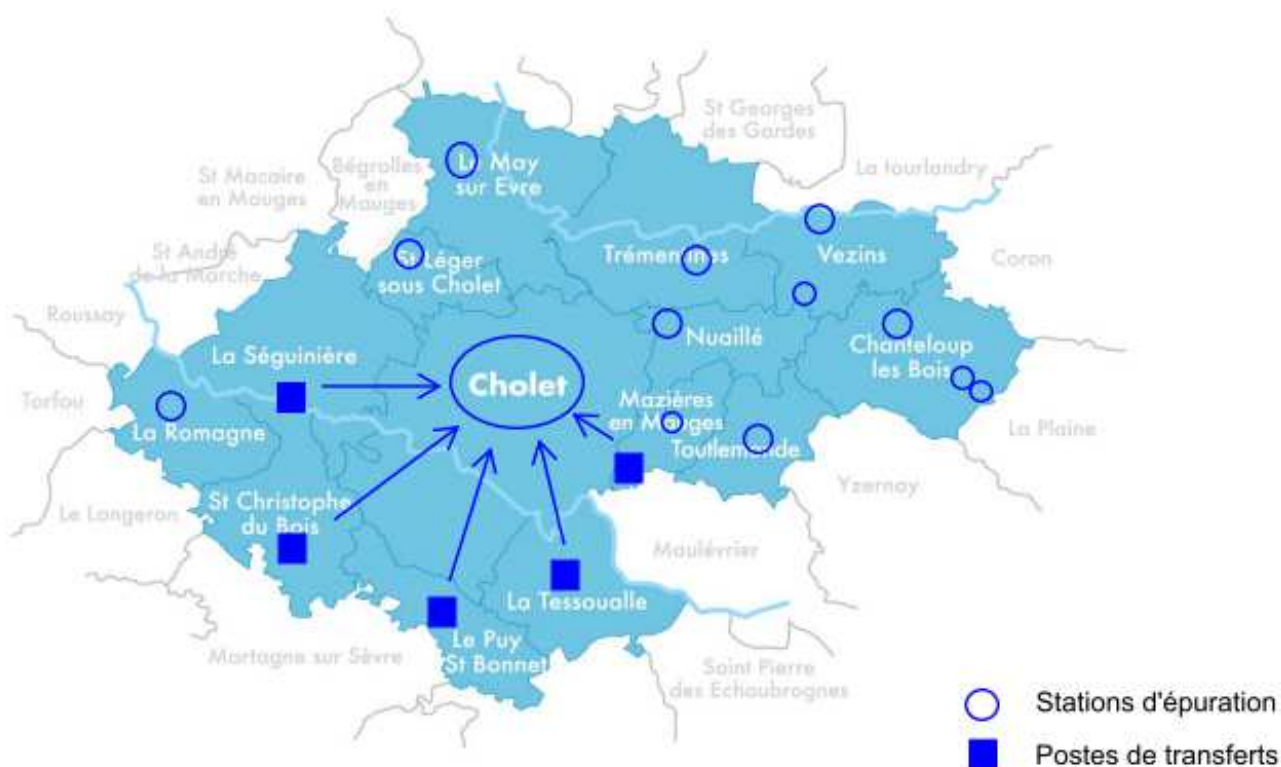 St Georges
des Gardes
La tourlandry
Bégrolles
en
Mauges
St Macaire
en Mauges
Le May
sur Evre
St André
de la Marche
St Léger
sous Cholet
Trémentines
Vezins
Coron
Roussay
La Séguinière
Nuaillé
Chanteloup
les Bois
Cholet
Torfou
La Romagne
Mazières
en Mauges
Toutlemonde
La Plaine
Yzernay
Le Longeron
St Christophe
du Bois
Maulévrier
La Tessoualle
Mortagne sur Sèvre
Le Puy
St Bonnet
Saint Pierre
des Echaubrognes
Stations d'épuration
Postes de transferts